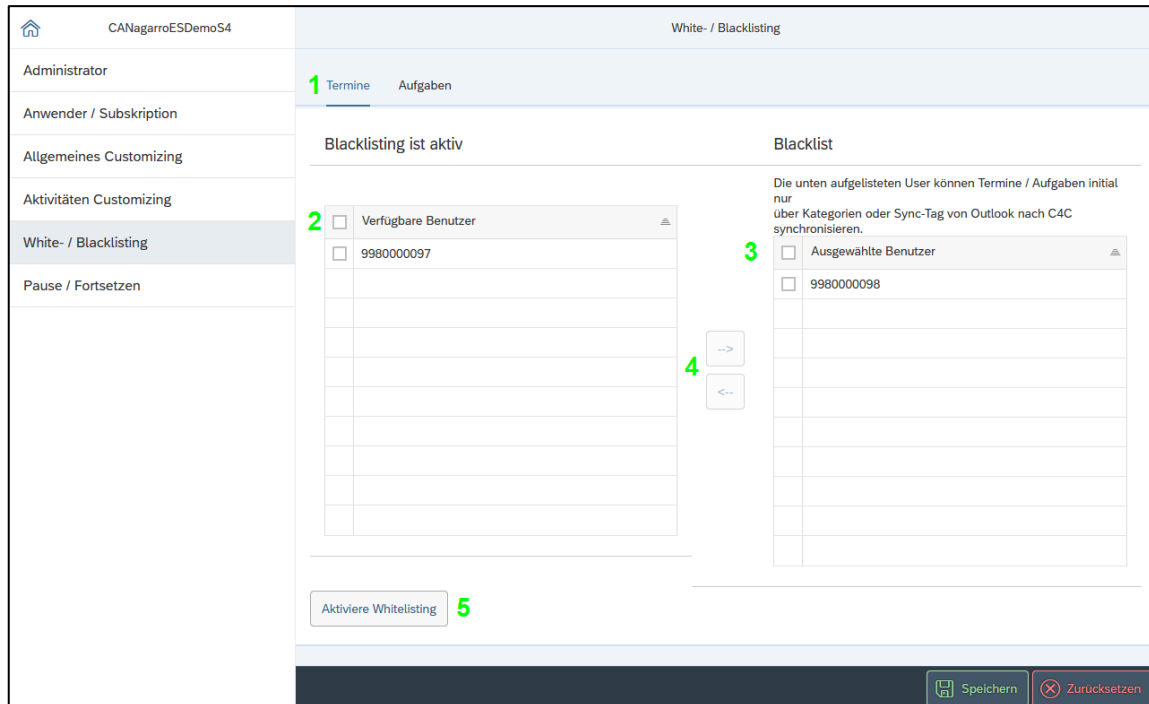 CANagarroESDemoS4
White- / Blacklisting
Administrator
Anwender / Subskription
Allgemeines Customizing
Aktivitäten Customizing
White- / Blacklisting
Pause / Fortsetzen
1 Termine Aufgaben
Blacklisting ist aktiv
2 Verfügbare Benutzer
9980000097
Blacklist
Die unten aufgelisteten User können Termine / Aufgaben initial
nur
über Kategorien oder Sync-Tag von Outlook nach C4C
synchronisieren.
3 Ausgewählte Benutzer
9980000098
-->
4
<--
Aktiviere Whitelisting 5
Speichern Zurücksetzen